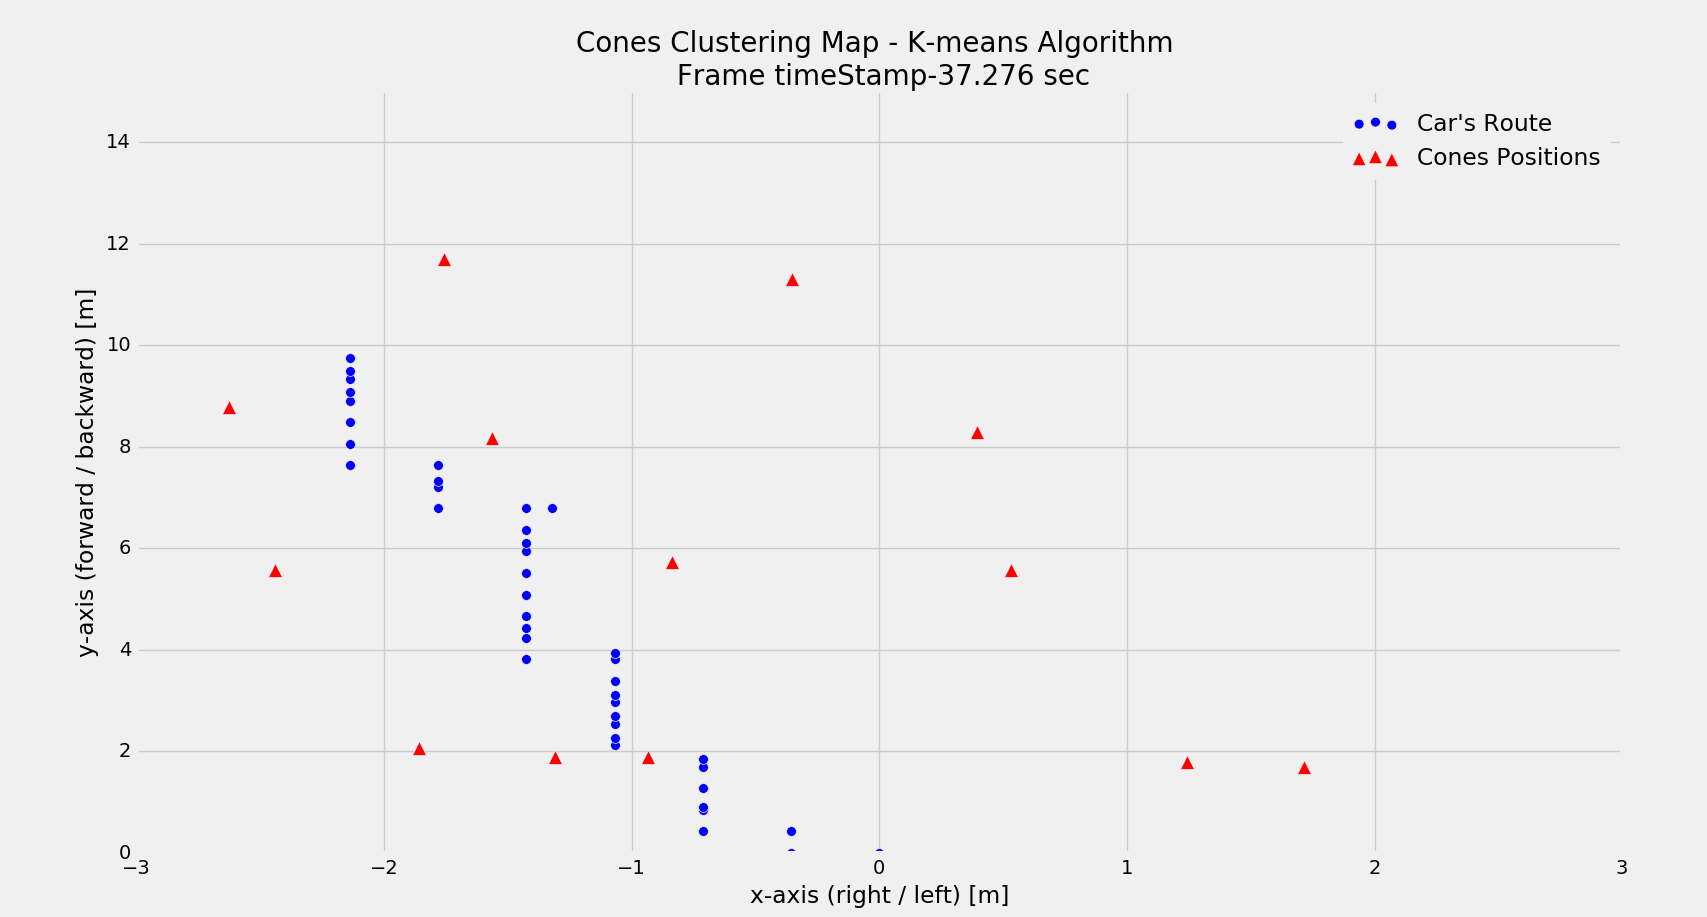 Cones Clustering Map - K-means Algorithm
Frame timeStamp-37.276 sec
Car's Route
Cones Positions
y-axis (forward / backward) [m]
14
12
10
8
6
4
2
0
−3 −2 −1 0 1 2 3
x-axis (right / left) [m]